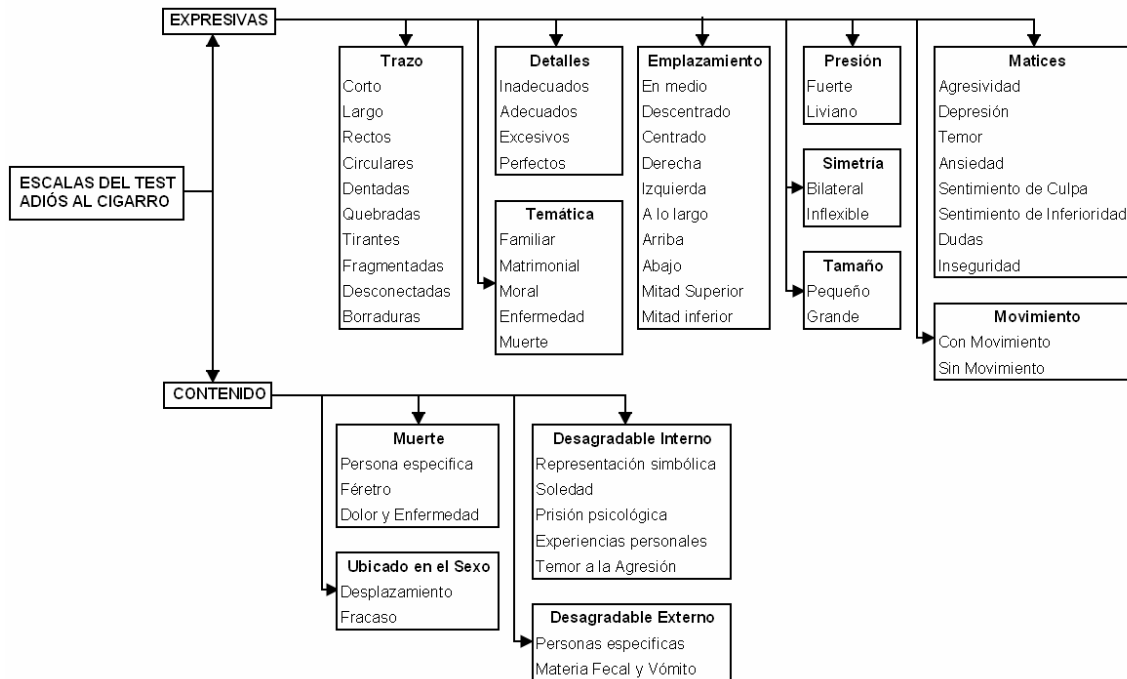 EXPRESIVAS
Trazo
Corto
Largo
Rectos
Circulares
Dentadas
Quebradas
Tirantes
Fragmentadas
Desconectadas
Borraduras
Detalles
Inadecuados
Adecuados
Excesivos
Perfectos
Temática
Familiar
Matrimonial
Moral
Enfermedad
Muerte
Emplazamiento
En medio
Descentrado
Centrado
Derecha
Izquierda
A lo largo
Arriba
Abajo
Mitad Superior
Mitad inferior
Presión
Fuerte
Liviano
Simetría
Bilateral
Inflexible
Tamaño
Pequeño
Grande
Matices
Agresividad
Depresión
Temor
Ansiedad
Sentimiento de Culpa
Sentimiento de Inferioridad
Dudas
Inseguridad
Movimiento
Con Movimiento
Sin Movimiento
ESCALAS DEL TEST
ADIÓS AL CIGARRO
CONTENIDO
Muerte
Persona especifica
Féretro
Dolor y Enfermedad
Ubicado en el Sexo
Desplazamiento
Fracaso
Desagradable Interno
Representación simbólica
Soledad
Prisión psicológica
Experiencias personales
Temor a la Agresión
Desagradable Externo
Personas especificas
Materia Fecal y Vómito